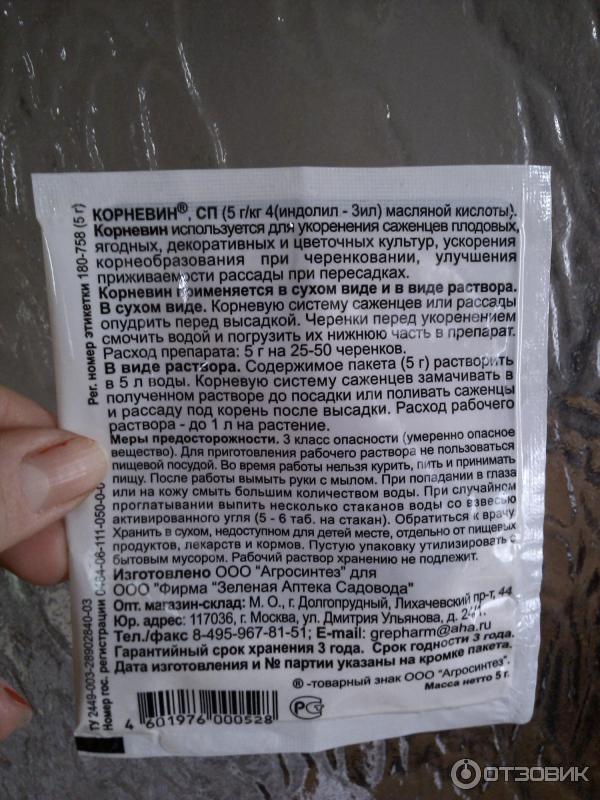 КОРНЕВИН®, СП (5 г/кг 4(индолил - 3ил) масляной кислоты).
Корневин используется для укоренения саженцев плодовых,
ягодных, декоративных и цветочных культур, ускорения
корнеобразования при черенковании, улучшения
приживаемости рассады при пересадках.
Корневин применяется в сухом виде и в виде раствора.
В сухом виде. Корневую систему саженцев или рассады
опудрить перед высадкой. Черенки перед укоренением
смочить водой и погрузить их нижнюю часть в препарат.
Расход препарата: 5 г на 25-50 черенков.
В виде раствора. Содержимое пакета (5 г) растворить
в 5 л воды. Корневую систему саженцев замачивать в
полученном растворе до посадки или поливать саженцы
и рассаду под корень после высадки. Расход рабочего
раствора - до 1 л на растение.
Меры предосторожности. 3 класс опасности (умеренно опасное
вещество). Для приготовления рабочего раствора не пользоваться
пищевой посудой. Во время работы нельзя курить, пить и принимать
пищу. После работы вымыть руки с мылом. При попадании в глаза
или на кожу смыть большим количеством воды. При случайном
проглатывании выпить несколько стаканов воды со взвесью
активированного угля (5 - 6 таб. на стакан). Обратиться к врачу
Хранить в сухом, недоступном для детей месте, отдельно от пищевых
продуктов, лекарств и кормов. Пустую упаковку утилизировать с
бытовым мусором. Рабочий раствор хранению не подлежит.
Изготовлено ООО "Агросинтез" для
ООО "Фирма "Зеленая Аптека Садовода"
Опт. магазин-склад: М. О., г. Долгопрудный, Лихачевский пр-т, 44
Юр. адрес: 117036, г. Москва, ул. Дмитрия Ульянова, д. 24/1.
Тел./факс 8-495-967-81-51; E-mail: grepharm@aha.ru
Гарантийный срок хранения 3 года. Срок годности 3 года.
Дата изготовления и № партии указаны на кромке пакета.
® -товарный знак ООО "Агросинтез".
Масса нетто 5 г.
4 601976 000528
РСТ
Рег. номер этикетки 180-758 (5 г)
ТУ 2449-003-28902840-03
Номер гос. регистрации 0484-06-111-050-0-0
ОТЗОВИК